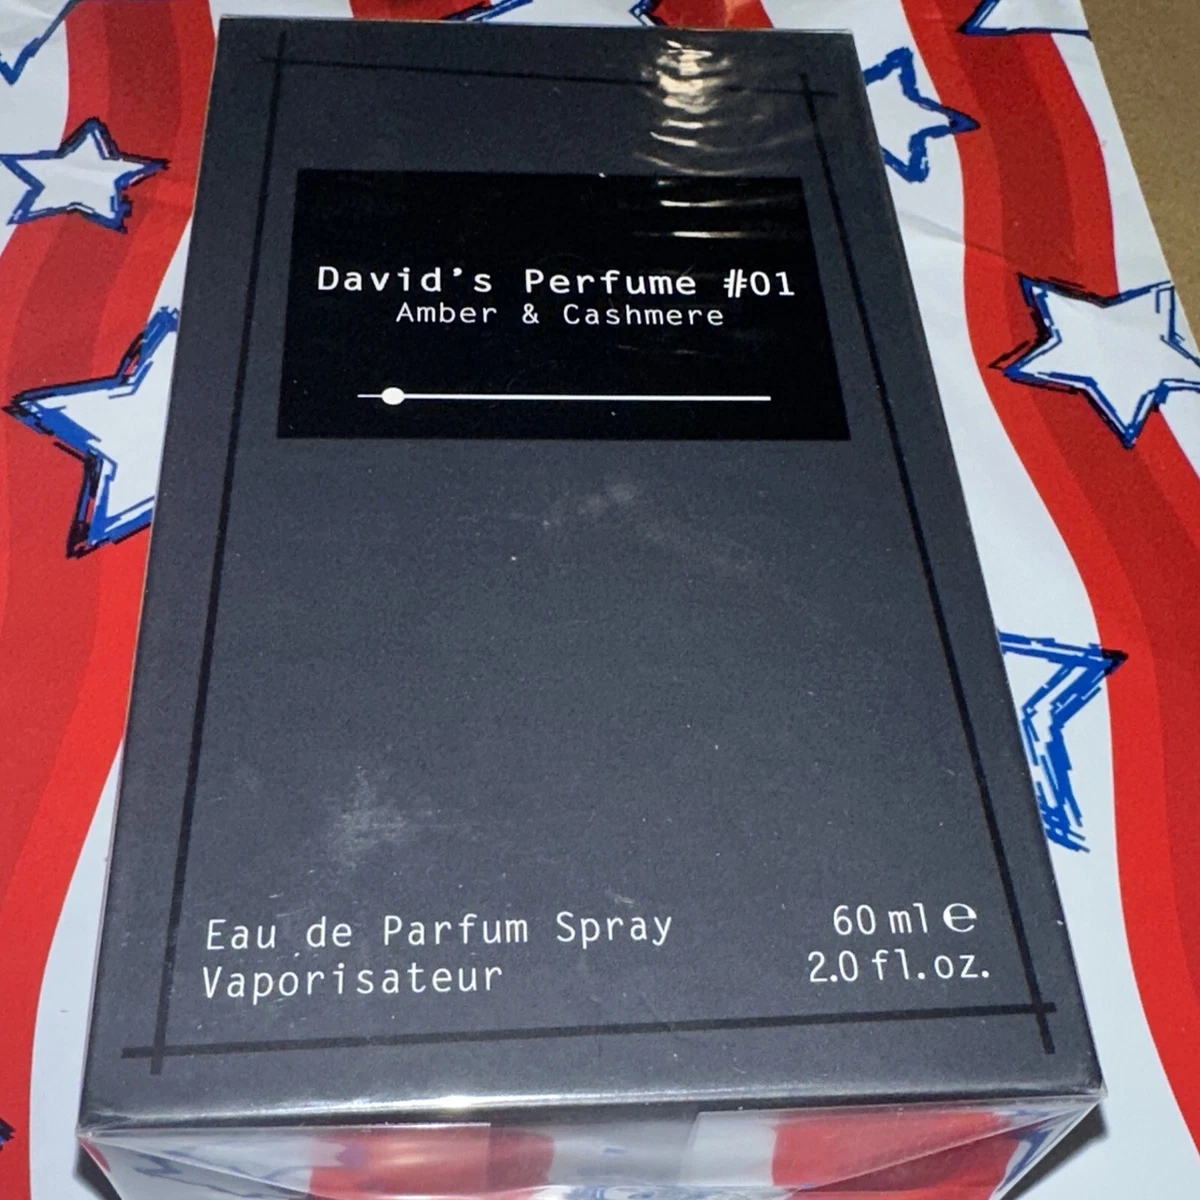 David's Perfume #01
Amber & Cashmere
Eau de Parfum Spray
Vaporisateur
60 ml ℮
2.0 fl.oz.